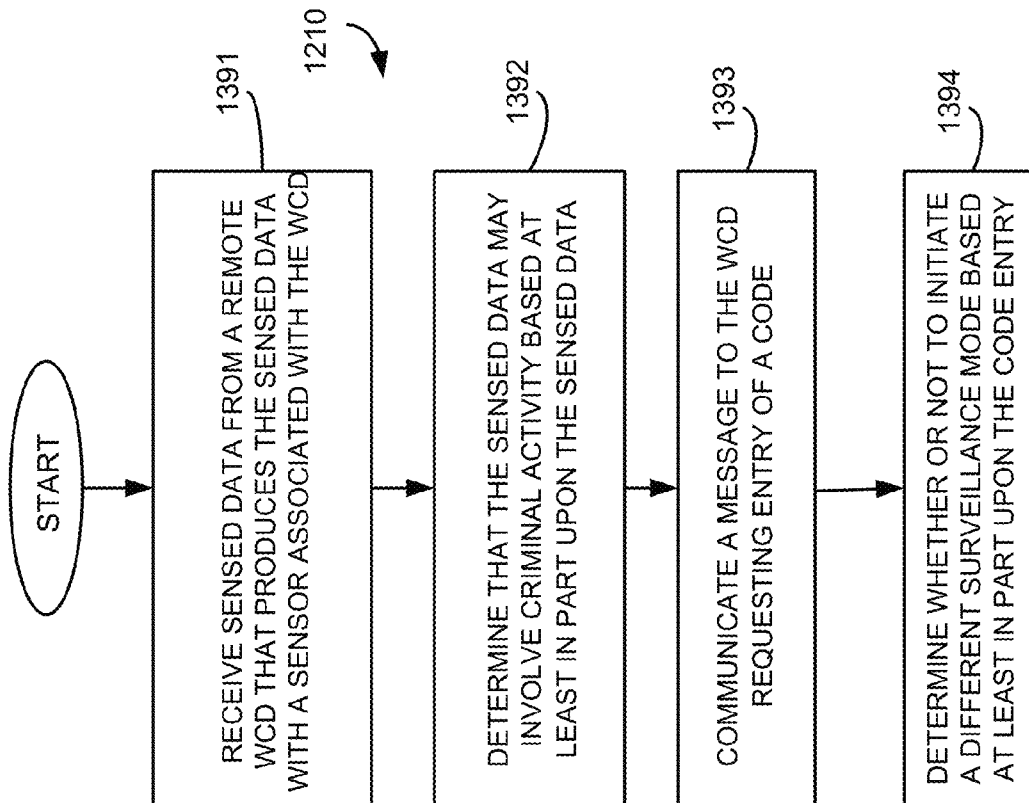 START
1210
1391
RECEIVE SENSED DATA FROM A REMOTE
WCD THAT PRODUCES THE SENSED DATA
WITH A SENSOR ASSOCIATED WITH THE WCD
1392
DETERMINE THAT THE SENSED DATA MAY
INVOLVE CRIMINAL ACTIVITY BASED AT
LEAST IN PART UPON THE SENSED DATA
1393
COMMUNICATE A MESSAGE TO THE WCD
REQUESTING ENTRY OF A CODE
1394
DETERMINE WHETHER OR NOT TO INITIATE
A DIFFERENT SURVEILLANCE MODE BASED
AT LEAST IN PART UPON THE CODE ENTRY